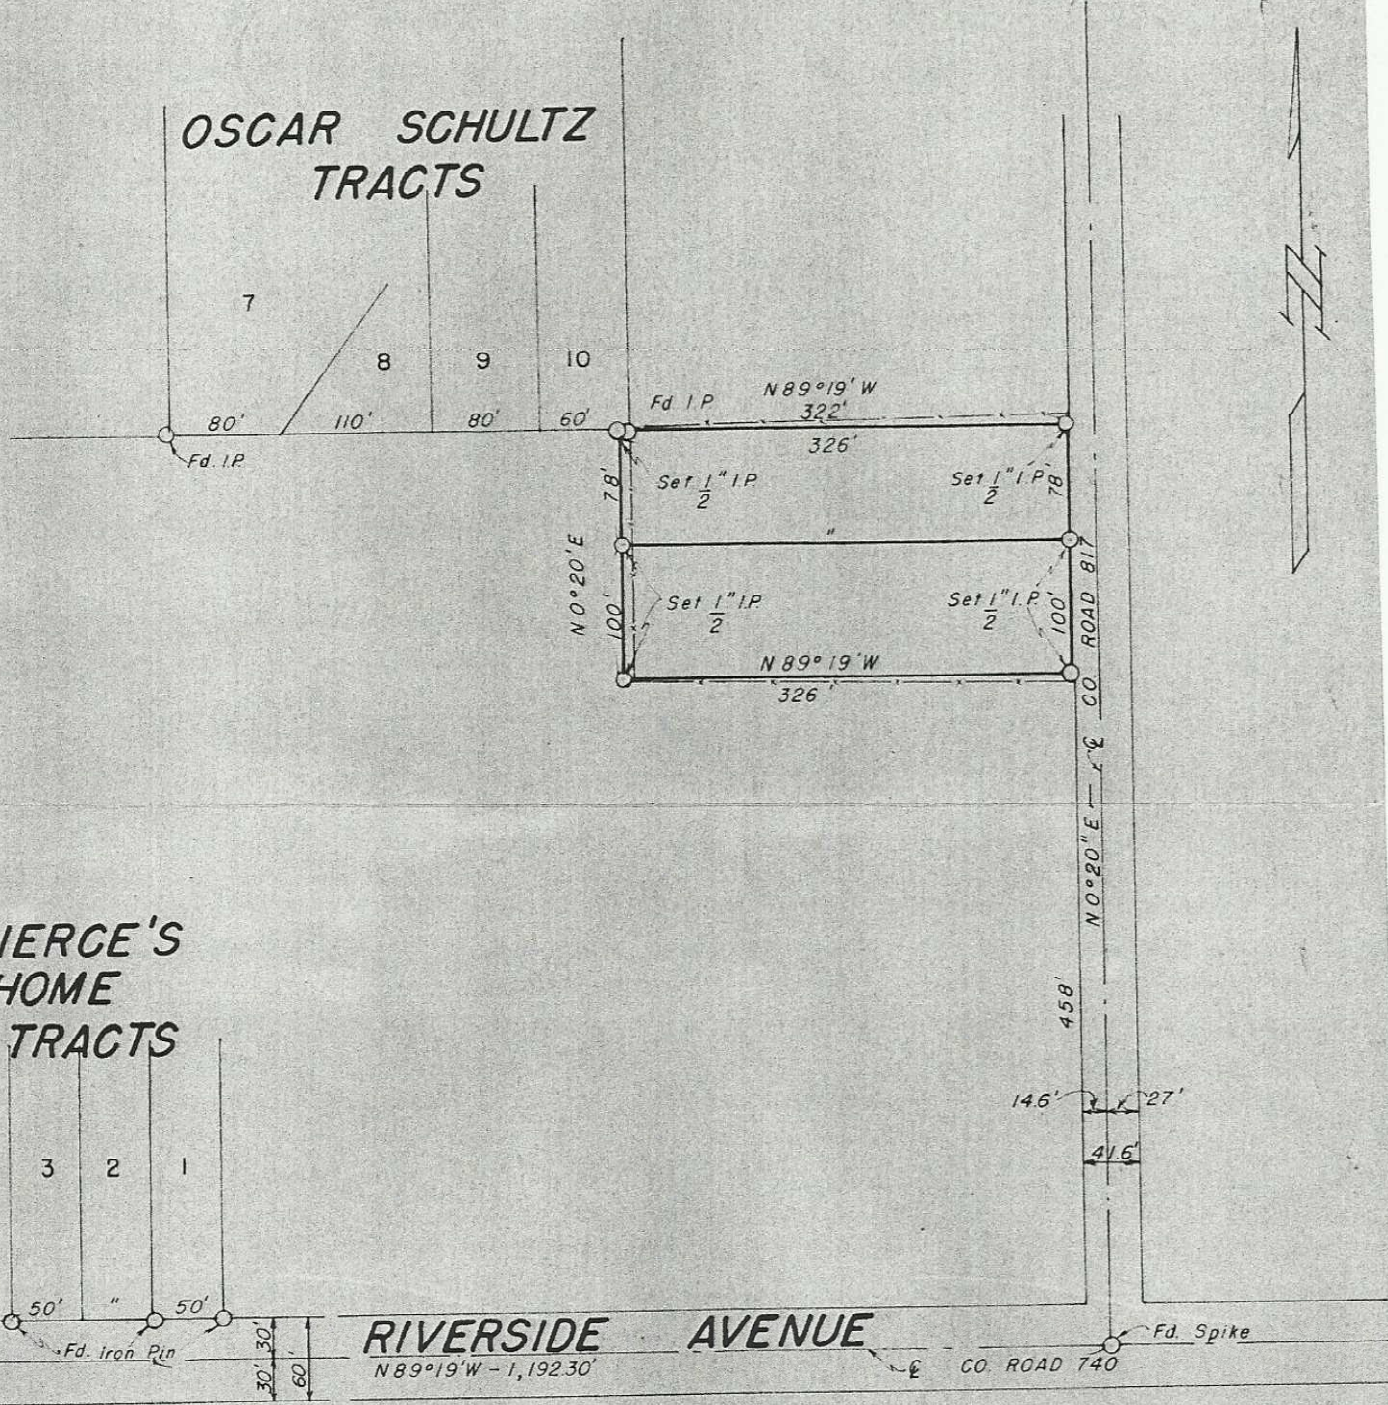 OSCAR SCHULTZ
TRACTS
7
8
9
10
80'
110'
80'
60'
Fd. I.P.
Fd I.P.
N 89°19'W
322'
326'
78'
Set 1/2" I.P.
Set 1/2" I.P.
78'
"
N 0°20'E
100'
Set 1/2" I.P.
Set 1/2" I.P.
100'
CO. ROAD 817
N 89°19'W
326'
N 0°20"E — ℄
458'
14.6'
27'
41.6'
IERCE'S
HOME
TRACTS
3
2
1
50'
"
50'
Fd. Iron Pin
30'
30'
60'
RIVERSIDE AVENUE
N 89°19'W - 1,192.30'
℄ CO. ROAD 740
Fd. Spike